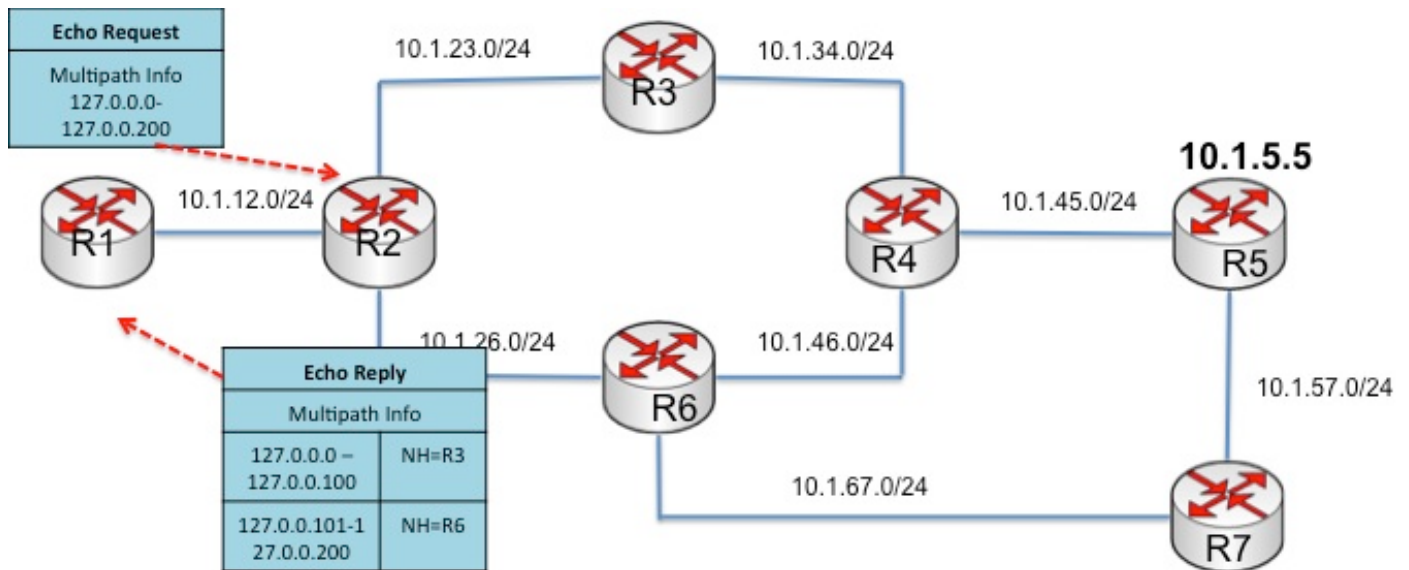 Echo Request
Multipath Info
127.0.0.0-
127.0.0.200
10.1.23.0/24
R3
10.1.34.0/24
10.1.5.5
R1
10.1.12.0/24
R2
R4
10.1.45.0/24
R5
10.1.26.0/24
R6
10.1.46.0/24
10.1.57.0/24
Echo Reply
Multipath Info
127.0.0.0 –
127.0.0.100
NH=R3
127.0.0.101-1
27.0.0.200
NH=R6
10.1.67.0/24
R7